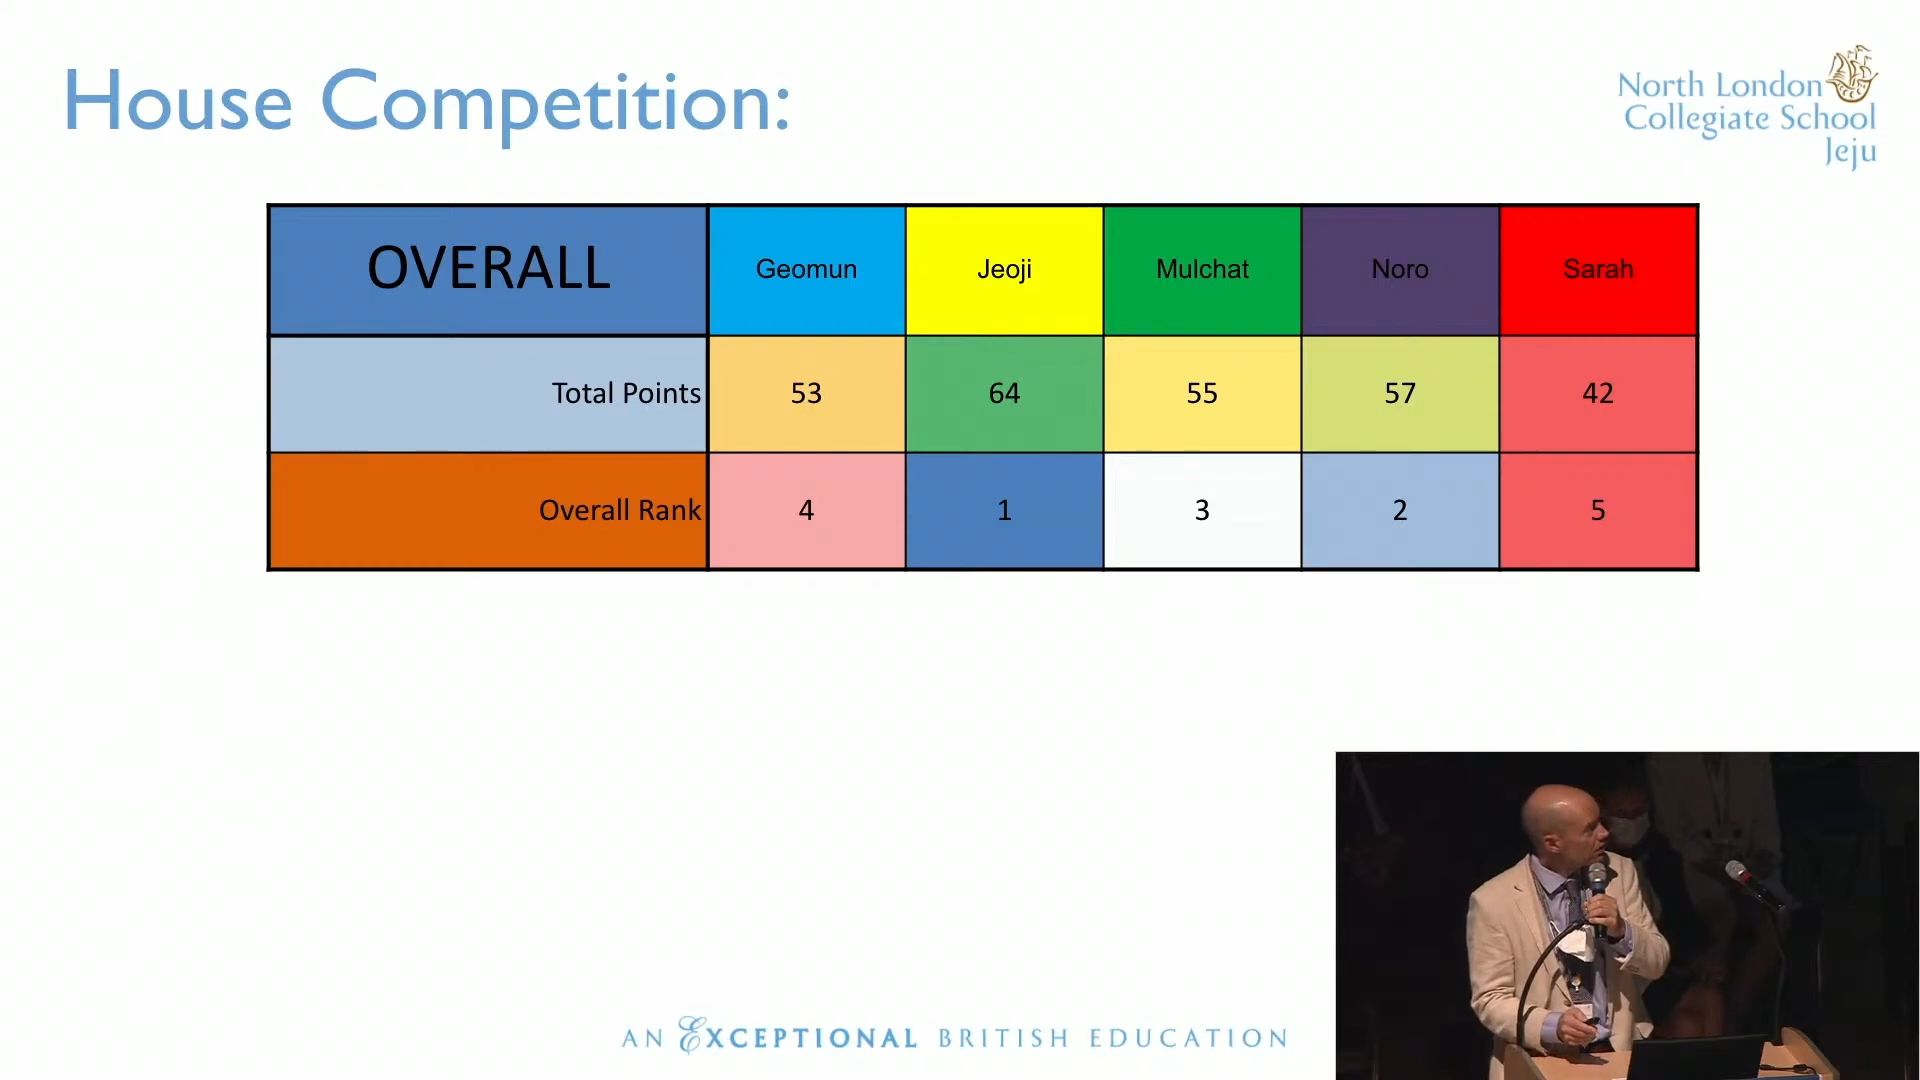 House Competition:
North London
Collegiate School
Jeju
OVERALL Geomun Jeoji Mulchat Noro Sarah
Total Points 53 64 55 57 42
Overall Rank 4 1 3 2 5
AN EXCEPTIONAL BRITISH EDUCATION